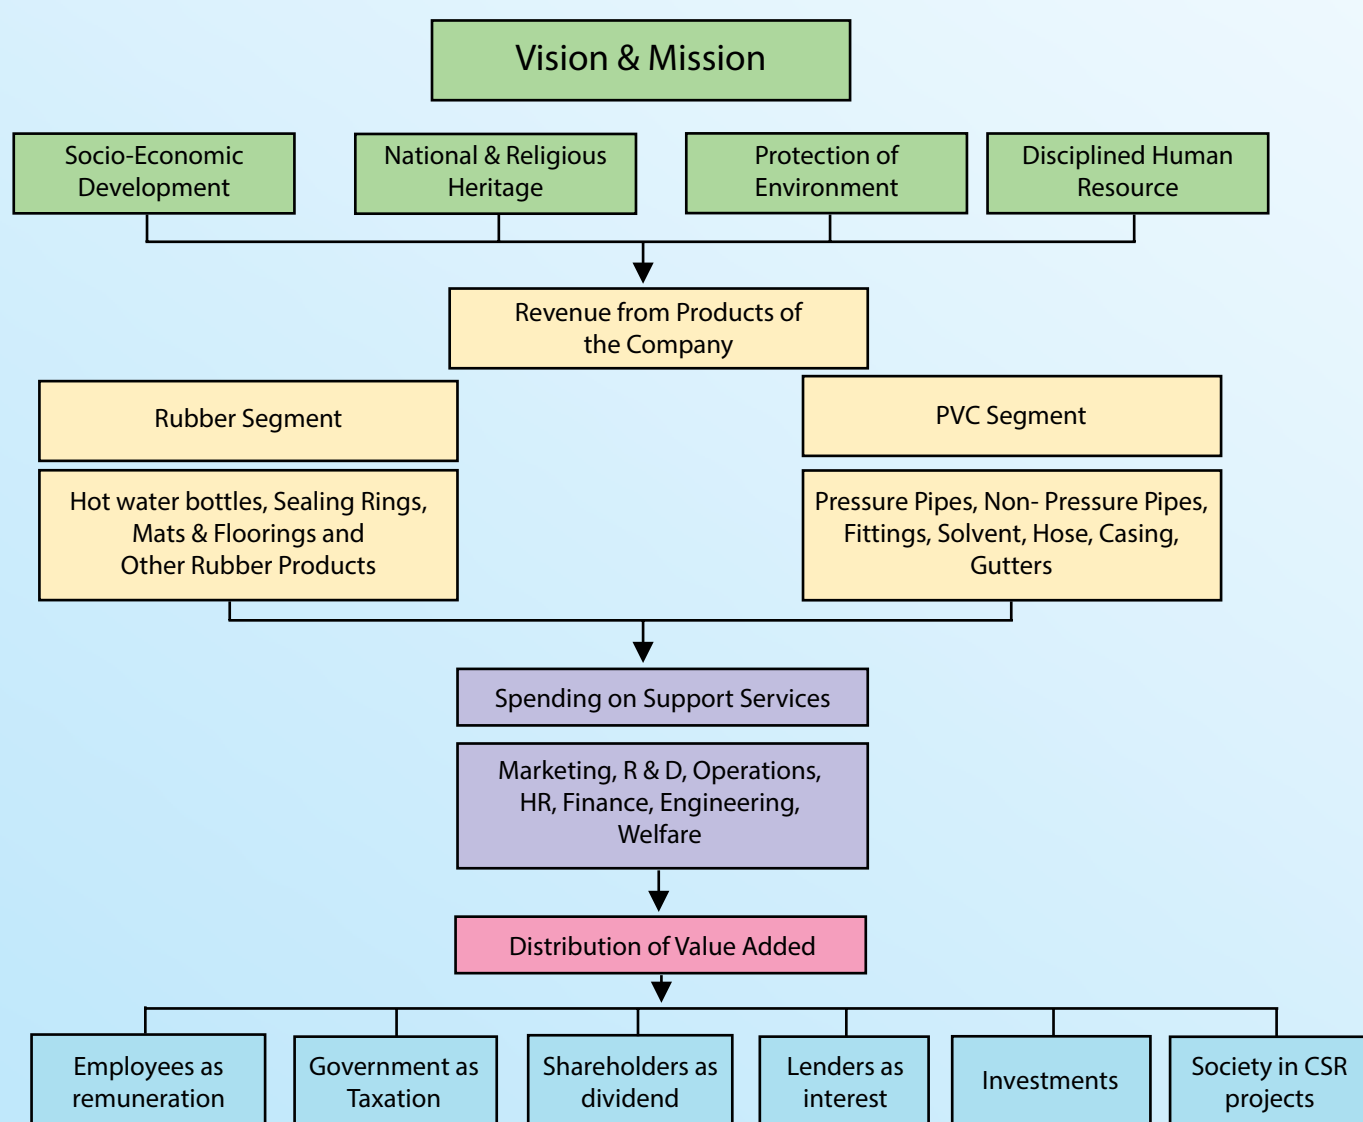 Vision & Mission
Socio-Economic
Development
National & Religious
Heritage
Protection of
Environment
Disciplined Human
Resource
Revenue from Products of
the Company
Rubber Segment
PVC Segment
Hot water bottles, Sealing Rings,
Mats & Floorings and
Other Rubber Products
Pressure Pipes, Non- Pressure Pipes,
Fittings, Solvent, Hose, Casing,
Gutters
Spending on Support Services
Marketing, R & D, Operations,
HR, Finance, Engineering,
Welfare
Distribution of Value Added
Employees as
remuneration
Government as
Taxation
Shareholders as
dividend
Lenders as
interest
Investments
Society in CSR
projects